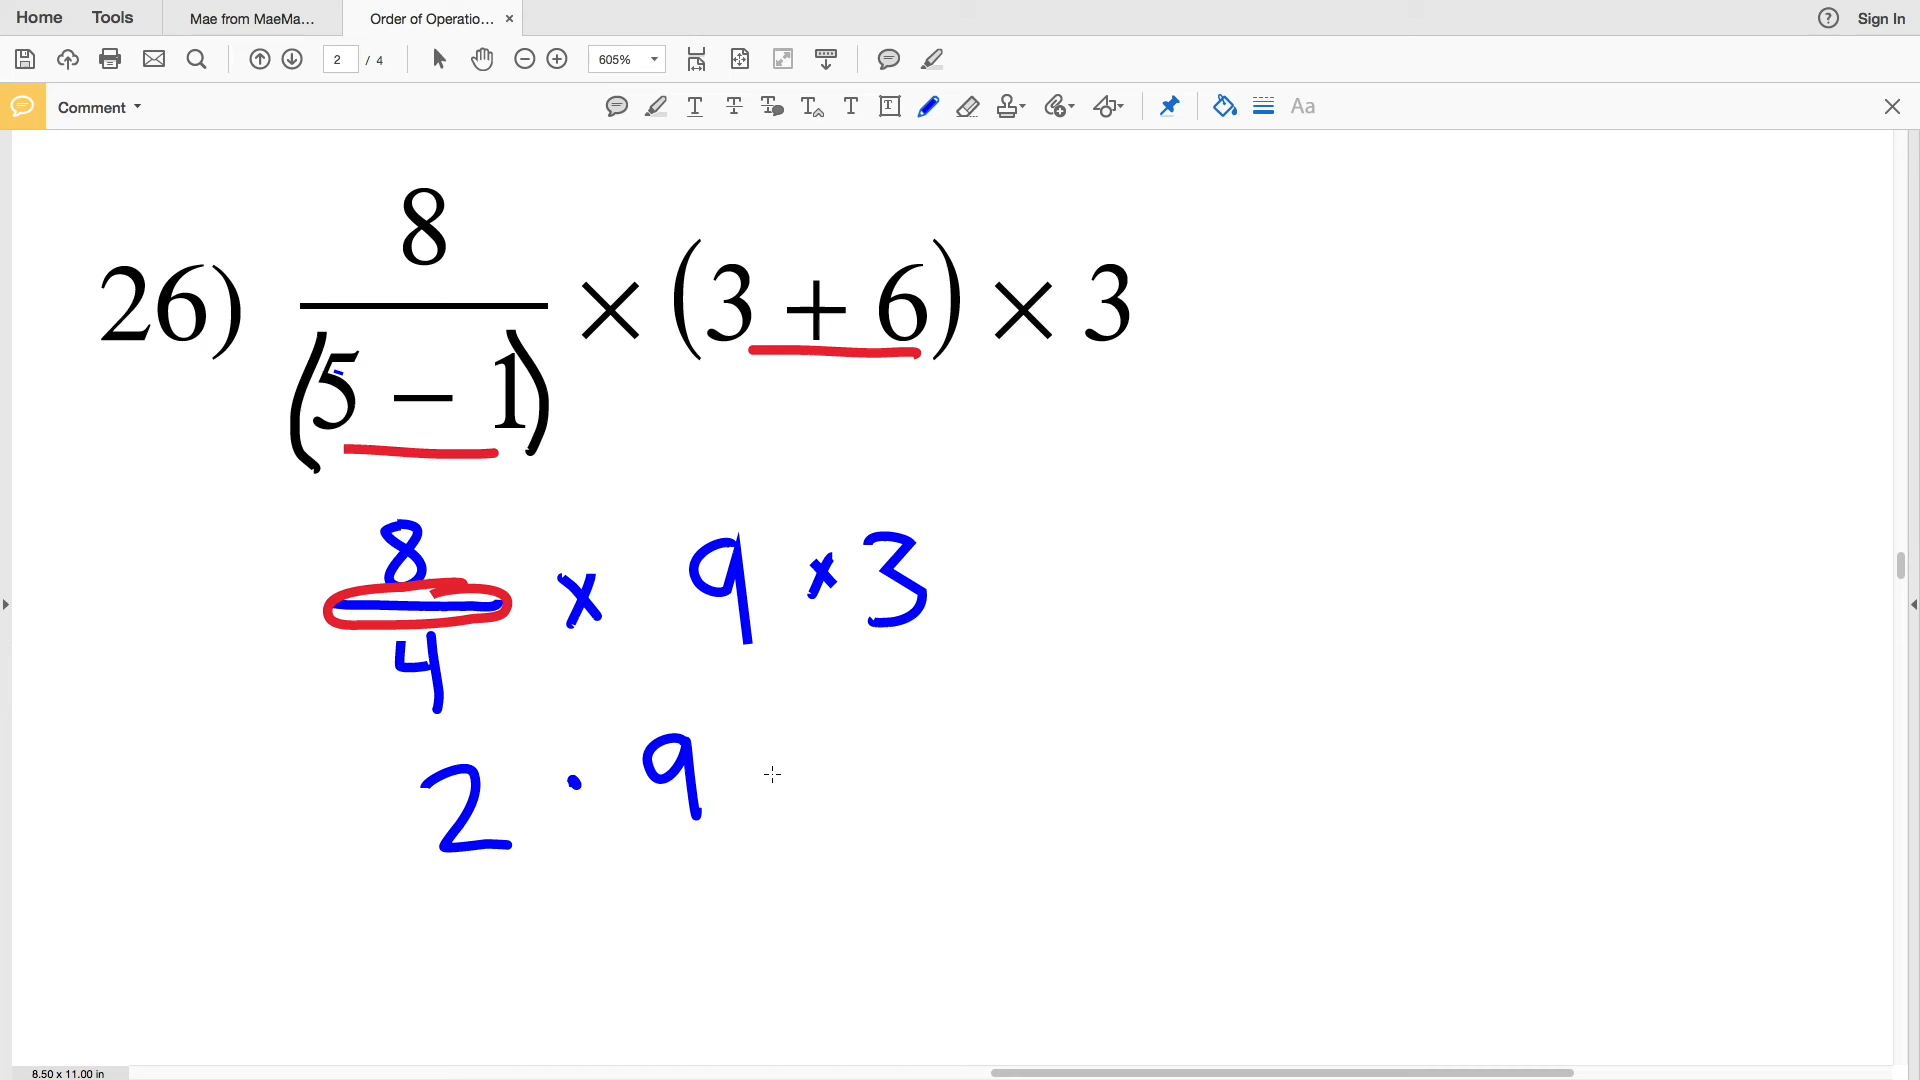 Home Tools Mae from MaeMa... Order of Operatio... × ? Sign In
2 / 4 605%
Comment T T T T T T Aa
8
26) ─── × (3 + 6) × 3
(5 − 1)
8
─ × 9 × 3
4
2 · 9
8.50 x 11.00 in